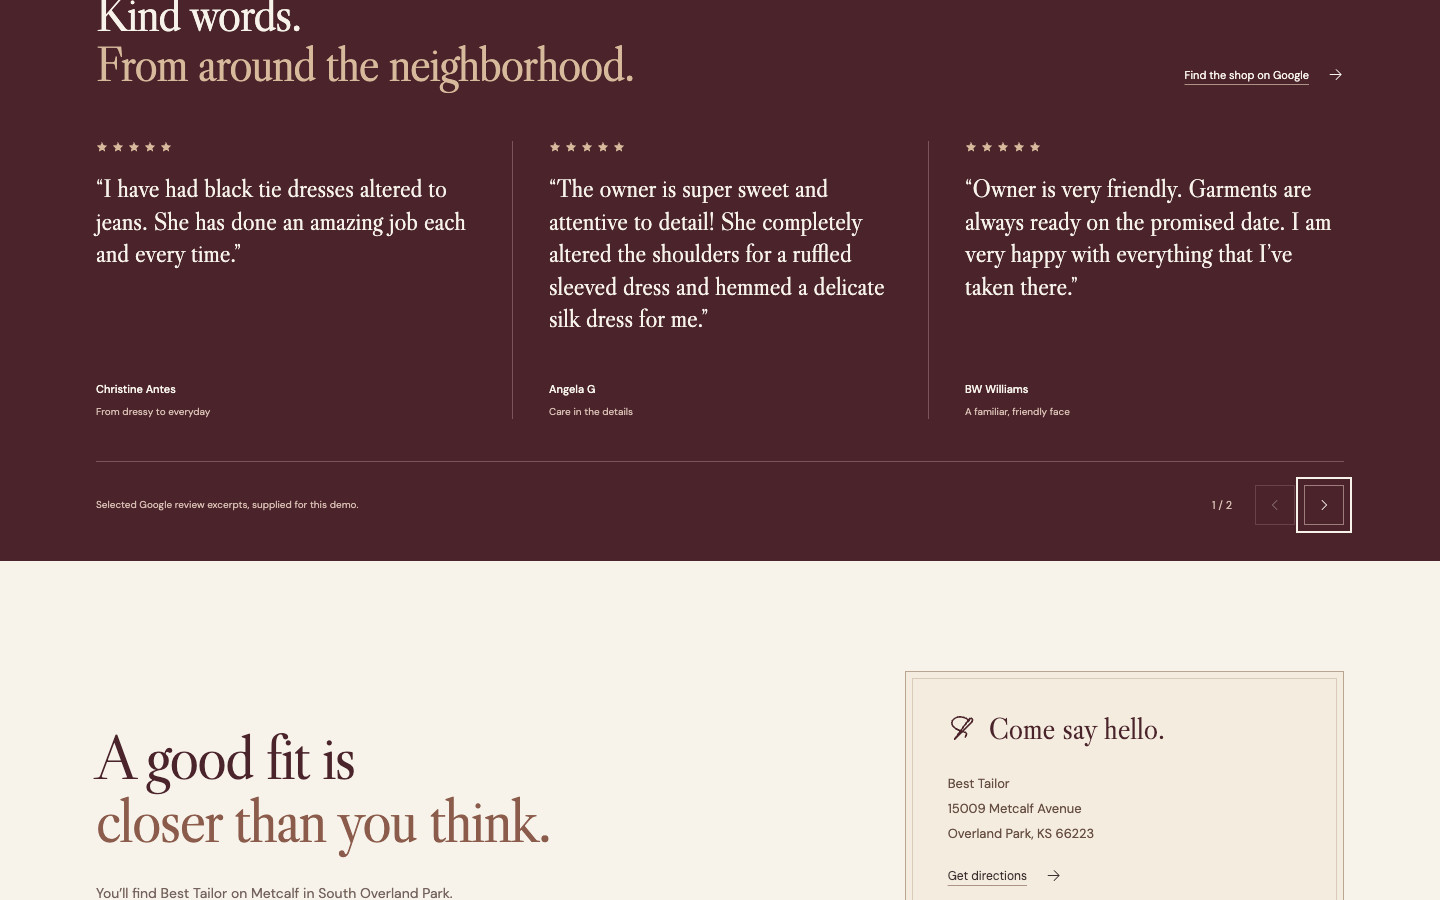 Kind words.
From around the neighborhood.
Find the shop on Google
“I have had black tie dresses altered to
jeans. She has done an amazing job each
and every time.”
Christine Antes
From dressy to everyday
“The owner is super sweet and
attentive to detail! She completely
altered the shoulders for a ruffled
sleeved dress and hemmed a delicate
silk dress for me.”
Angela G
Care in the details
“Owner is very friendly. Garments are
always ready on the promised date. I am
very happy with everything that I’ve
taken there.”
BW Williams
A familiar, friendly face
Selected Google review excerpts, supplied for this demo.
1 / 2
A good fit is
closer than you think.
You’ll find Best Tailor on Metcalf in South Overland Park.
Come say hello.
Best Tailor
15009 Metcalf Avenue
Overland Park, KS 66223
Get directions